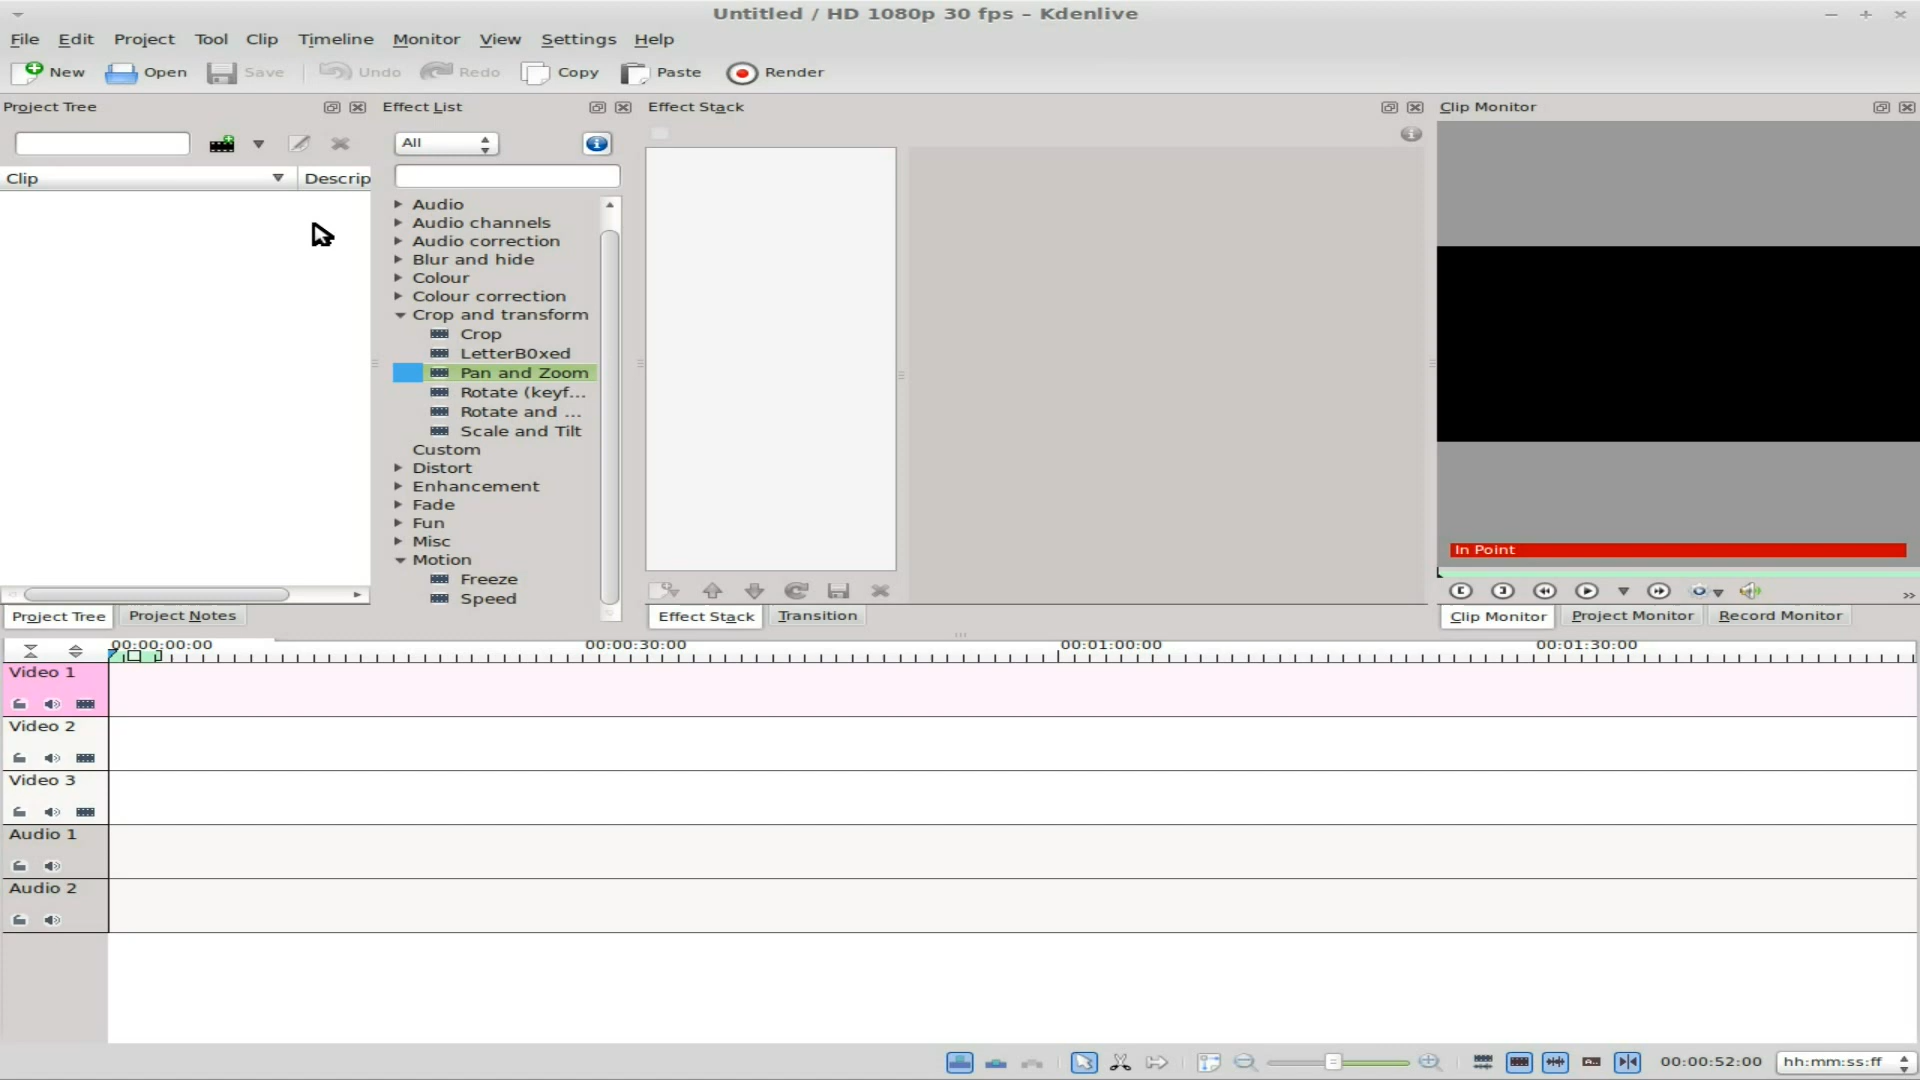 Untitled / HD 1080p 30 fps – Kdenlive
File Edit Project Tool Clip Timeline Monitor View Settings Help
New Open Save Undo Redo Copy Paste Render
Project Tree
Clip Descrip
Project Tree Project Notes
Effect List
All
Audio
Audio channels
Audio correction
Blur and hide
Colour
Colour correction
Crop and transform
Crop
LetterB0xed
Pan and Zoom
Rotate (keyf...
Rotate and ...
Scale and Tilt
Custom
Distort
Enhancement
Fade
Fun
Misc
Motion
Freeze
Speed
Effect Stack
Effect Stack Transition
Clip Monitor
In Point
Clip Monitor Project Monitor Record Monitor
00:00:00:00 00:00:30:00 00:01:00:00 00:01:30:00
Video 1
Video 2
Video 3
Audio 1
Audio 2
00:00:52:00 hh:mm:ss:ff